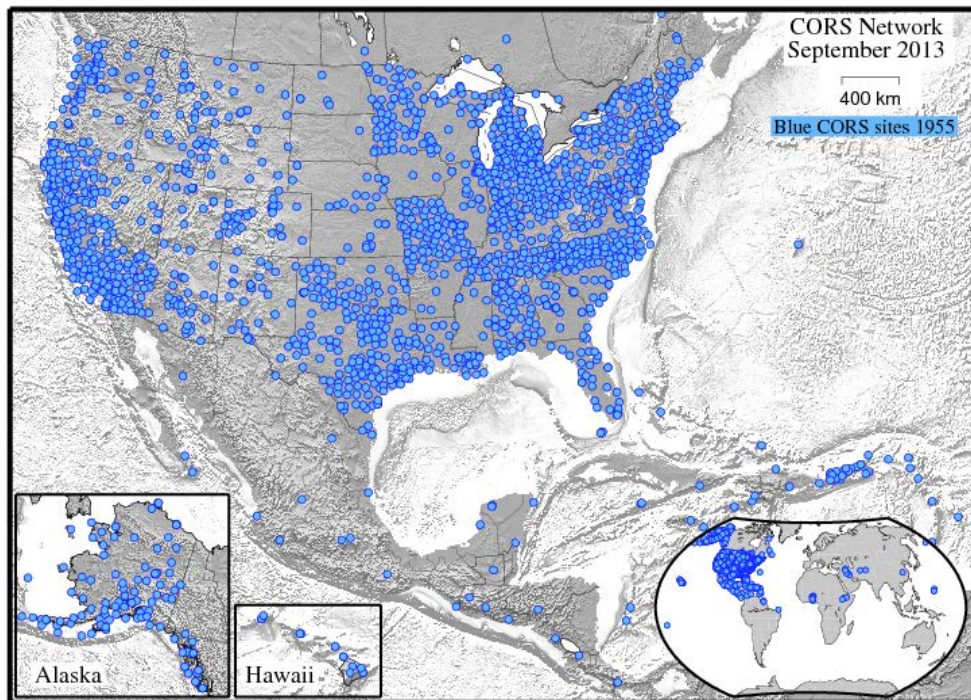 CORS Network
September 2013
400 km
Blue CORS sites 1955
Alaska
Hawaii